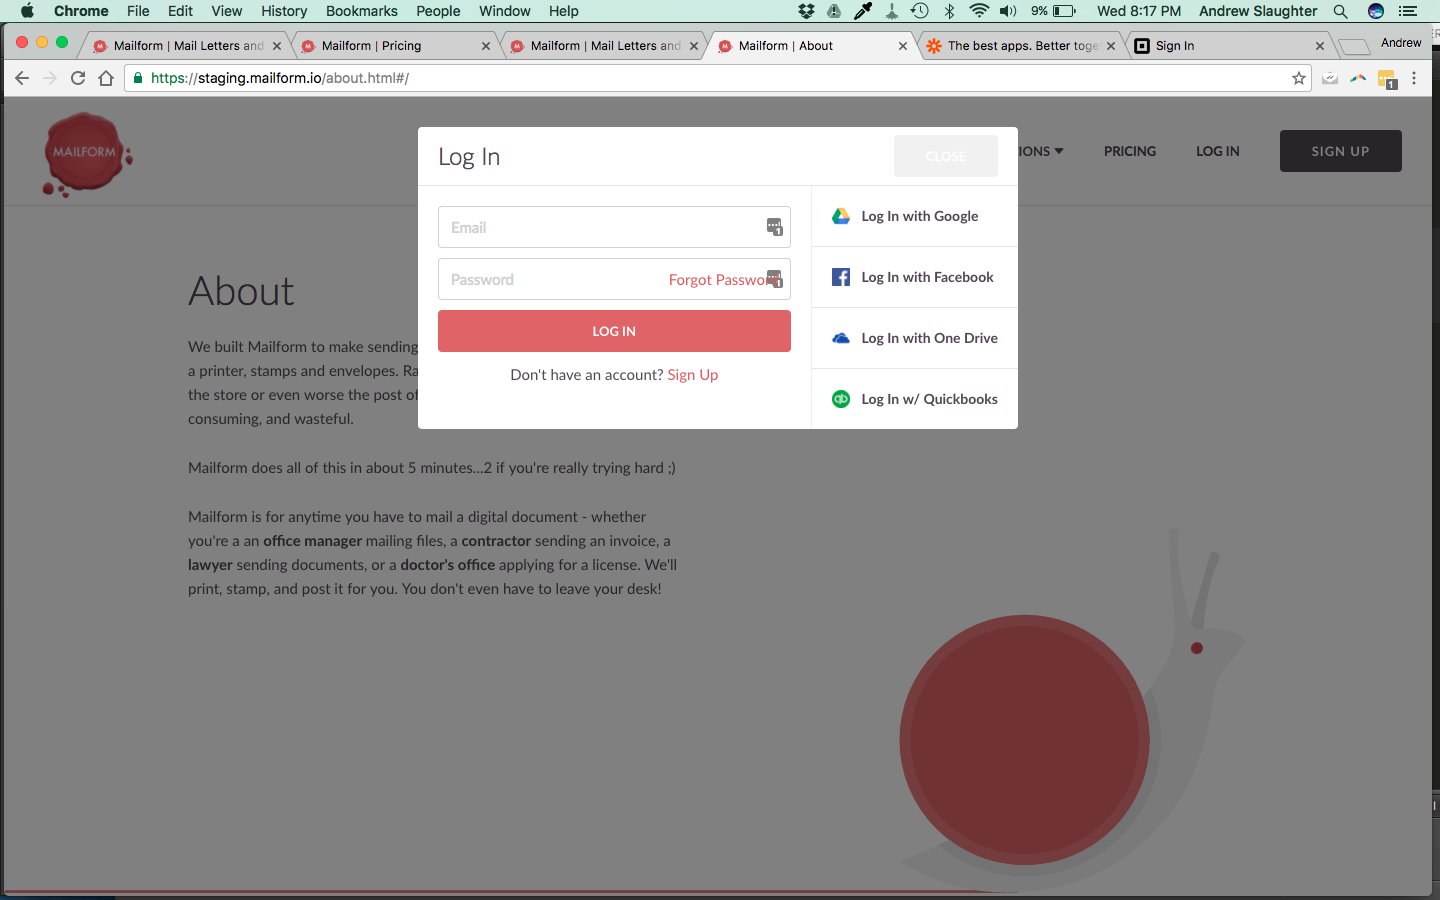 Chrome File Edit View History Bookmarks People Window Help 9% Wed 8:17 PM Andrew Slaughter
Mailform | Mail Letters and
Mailform | Pricing
Mailform | Mail Letters and
Mailform | About
The best apps. Better toge
Sign In
Andrew
https://staging.mailform.io/about.html#/
1
MAILFORM
IONS
PRICING
LOG IN
SIGN UP
Log In
CLOSE
Email
1
Password
Forgot Password
1
LOG IN
Don't have an account? Sign Up
Log In with Google
Log In with Facebook
Log In with One Drive
Log In w/ Quickbooks
About
We built Mailform to make sending
a printer, stamps and envelopes. Ra
the store or even worse the post of
consuming, and wasteful.
Mailform does all of this in about 5 minutes...2 if you're really trying hard ;)
Mailform is for anytime you have to mail a digital document - whether
you're a an office manager mailing files, a contractor sending an invoice, a
lawyer sending documents, or a doctor's office applying for a license. We'll
print, stamp, and post it for you. You don't even have to leave your desk!